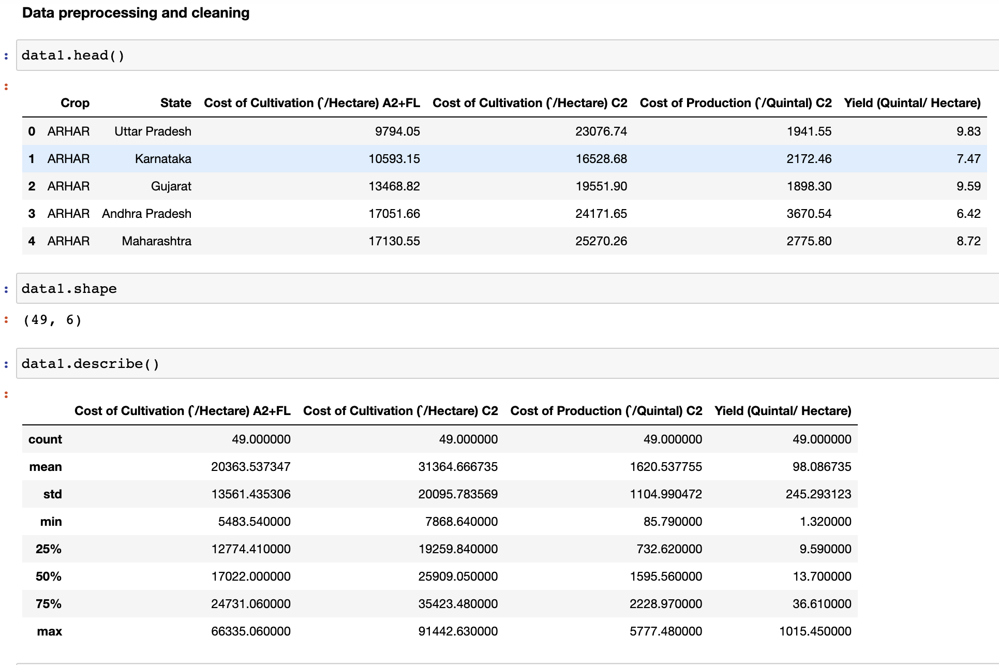 Data preprocessing and cleaning
: data1.head()
:
Crop State Cost of Cultivation (`/Hectare) A2+FL Cost of Cultivation (`/Hectare) C2 Cost of Production (`/Quintal) C2 Yield (Quintal/ Hectare)
0 ARHAR Uttar Pradesh 9794.05 23076.74 1941.55 9.83
1 ARHAR Karnataka 10593.15 16528.68 2172.46 7.47
2 ARHAR Gujarat 13468.82 19551.90 1898.30 9.59
3 ARHAR Andhra Pradesh 17051.66 24171.65 3670.54 6.42
4 ARHAR Maharashtra 17130.55 25270.26 2775.80 8.72
: data1.shape
: (49, 6)
: data1.describe()
:
Cost of Cultivation (`/Hectare) A2+FL Cost of Cultivation (`/Hectare) C2 Cost of Production (`/Quintal) C2 Yield (Quintal/ Hectare)
count 49.000000 49.000000 49.000000 49.000000
mean 20363.537347 31364.666735 1620.537755 98.086735
std 13561.435306 20095.783569 1104.990472 245.293123
min 5483.540000 7868.640000 85.790000 1.320000
25% 12774.410000 19259.840000 732.620000 9.590000
50% 17022.000000 25909.050000 1595.560000 13.700000
75% 24731.060000 35423.480000 2228.970000 36.610000
max 66335.060000 91442.630000 5777.480000 1015.450000